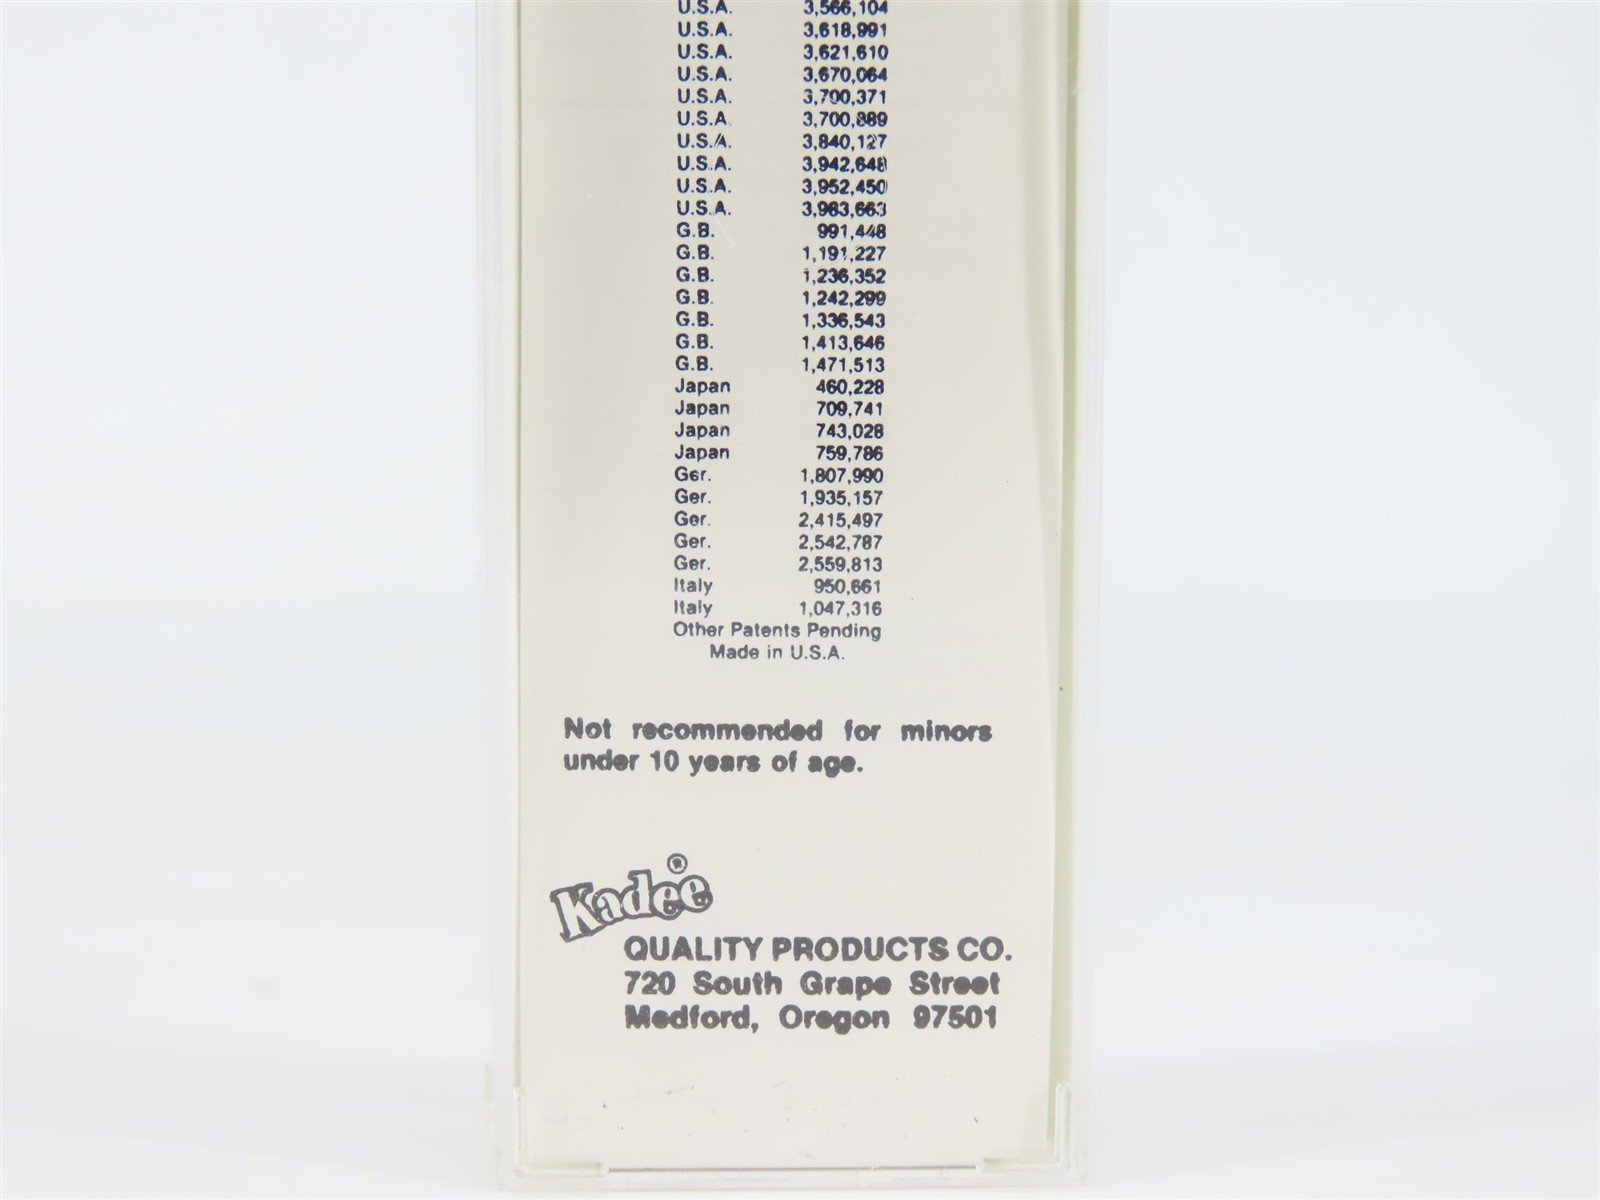 U.S.A. 3,566,104
U.S.A. 3,618,991
U.S.A. 3,621,610
U.S.A. 3,670,064
U.S.A. 3,700,371
U.S.A. 3,700,889
U.S.A. 3,840,127
U.S.A. 3,942,648
U.S.A. 3,952,450
U.S.A. 3,983,663
G.B. 991,448
G.B. 1,191,227
G.B. 1,236,352
G.B. 1,242,299
G.B. 1,336,543
G.B. 1,413,646
G.B. 1,471,513
Japan 460,228
Japan 709,741
Japan 743,028
Japan 759,786
Ger. 1,807,990
Ger. 1,935,157
Ger. 2,415,497
Ger. 2,542,787
Ger. 2,559,813
Italy 950,661
Italy 1,047,316
Other Patents Pending
Made in U.S.A.
Not recommended for minors
under 10 years of age.
Kadee®
QUALITY PRODUCTS CO.
720 South Grape Street
Medford, Oregon 97501